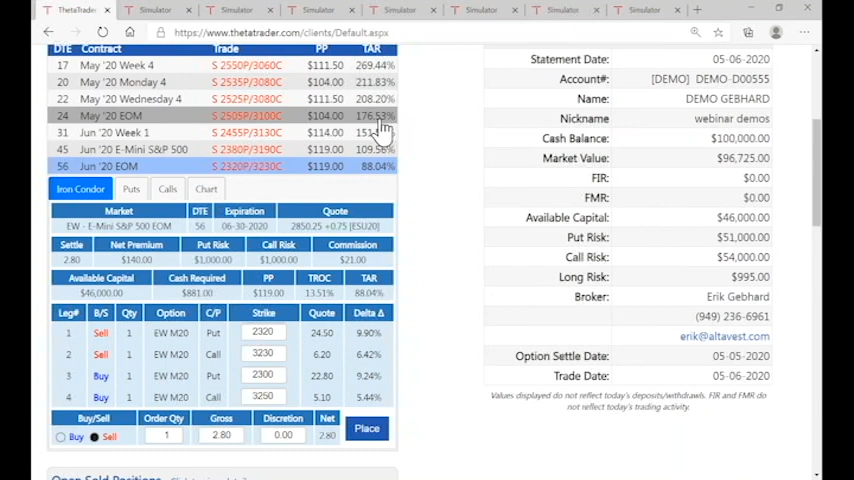 ThetaTrader Simulator Simulator Simulator Simulator Simulator Simulator Simulator
https://www.thetatrader.com/clients/Default.aspx
DTE Contract Trade PP TAR
17 May '20 Week 4 S 2550P/3060C $111.50 269.44%
20 May '20 Monday 4 S 2525P/3080C $104.00 211.83%
22 May '20 Wednesday 4 S 2525P/3080C $111.50 208.20%
24 May '20 EOM S 2505P/3100C $104.00 176.53%
31 Jun '20 Week 1 S 2455P/3130C $114.00
45 Jun '20 E-Mini S&P 500 S 2380P/3190C $119.00 109.56%
56 Jun '20 EOM S 2320P/3230C $119.00 88.04%
Iron Condor Puts Calls Chart
Market DTE Expiration Quote
EW - E-Mini S&P 500 EOM 56 06-30-2020 2850.25 +0.75 [ESU20]
Settle Net Premium Put Risk Call Risk Commission
2.80 $140.00 $1,000.00 $1,000.00 $21.00
Available Capital Cash Required PP TROC TAR
$46,000.00 $881.00 $119.00 13.51% 88.04%
Leg# B/S Qty Option C/P Strike Quote Delta Δ
1 Sell 1 EW M20 Put 2320 24.50 9.90%
2 Sell 1 EW M20 Call 3230 6.20 6.42%
3 Buy 1 EW M20 Put 2300 22.80 9.24%
4 Buy 1 EW M20 Call 3250 5.10 5.44%
Buy/Sell Order Qty Gross Discretion Net
Buy Sell 1 2.80 0.00 2.80 Place
Open Sold Positions
Statement Date: 05-06-2020
Account#: [DEMO] DEMO-D00555
Name: DEMO GEBHARD
Nickname webinar demos
Cash Balance: $100,000.00
Market Value: $96,725.00
FIR: $0.00
FMR: $0.00
Available Capital: $46,000.00
Put Risk: $51,000.00
Call Risk: $54,000.00
Long Risk: $995.00
Broker: Erik Gebhard
(949) 236-6961
erik@altavest.com
Option Settle Date: 05-05-2020
Trade Date: 05-06-2020
Values displayed do not reflect today's deposits/withdrawls. FIR and FMR do
not reflect today's trading activity.